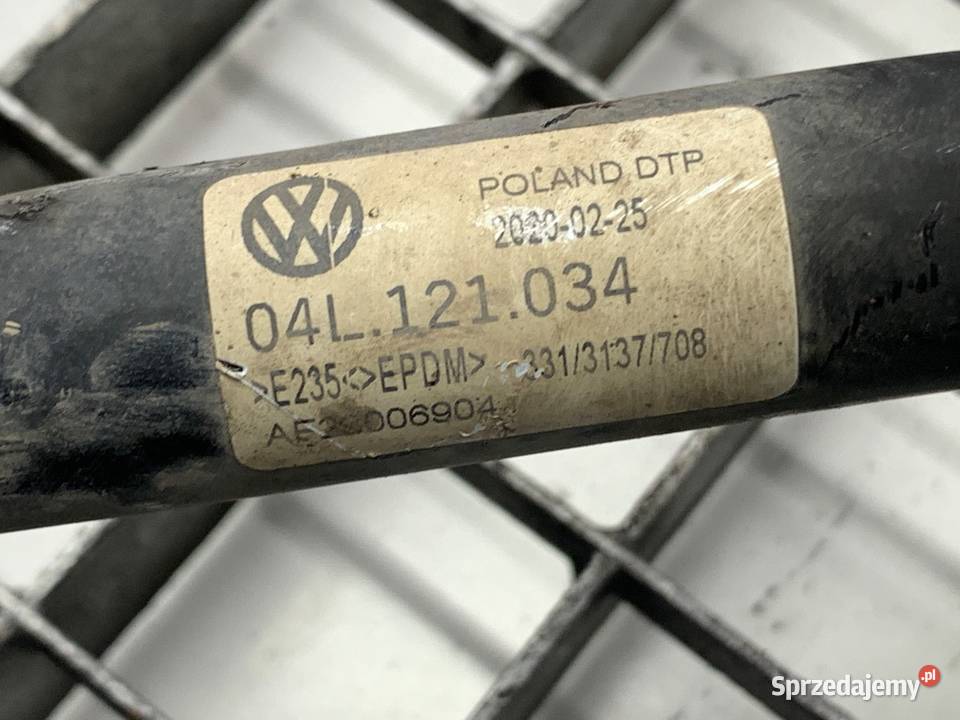 POLAND DTP
2020-02-25
04L.121.034
>E235<>EPDM> 331/3137/708
Sprzedajemy.pl